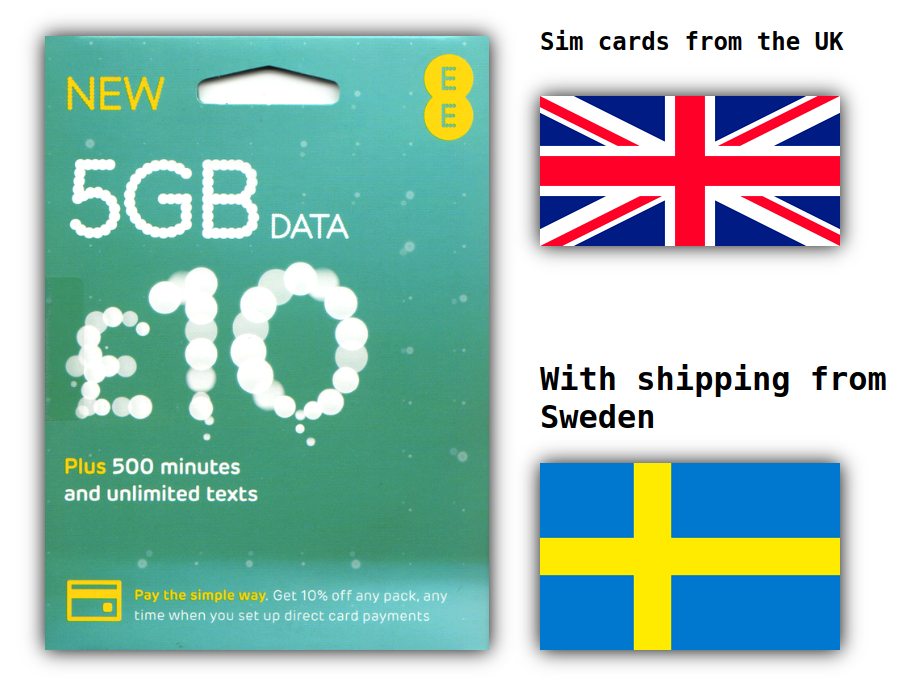 NEW
EE
5GB DATA
£10
Plus 500 minutes
and unlimited texts
Pay the simple way. Get 10% off any pack, any
time when you set up direct card payments
Sim cards from the UK
With shipping from
Sweden